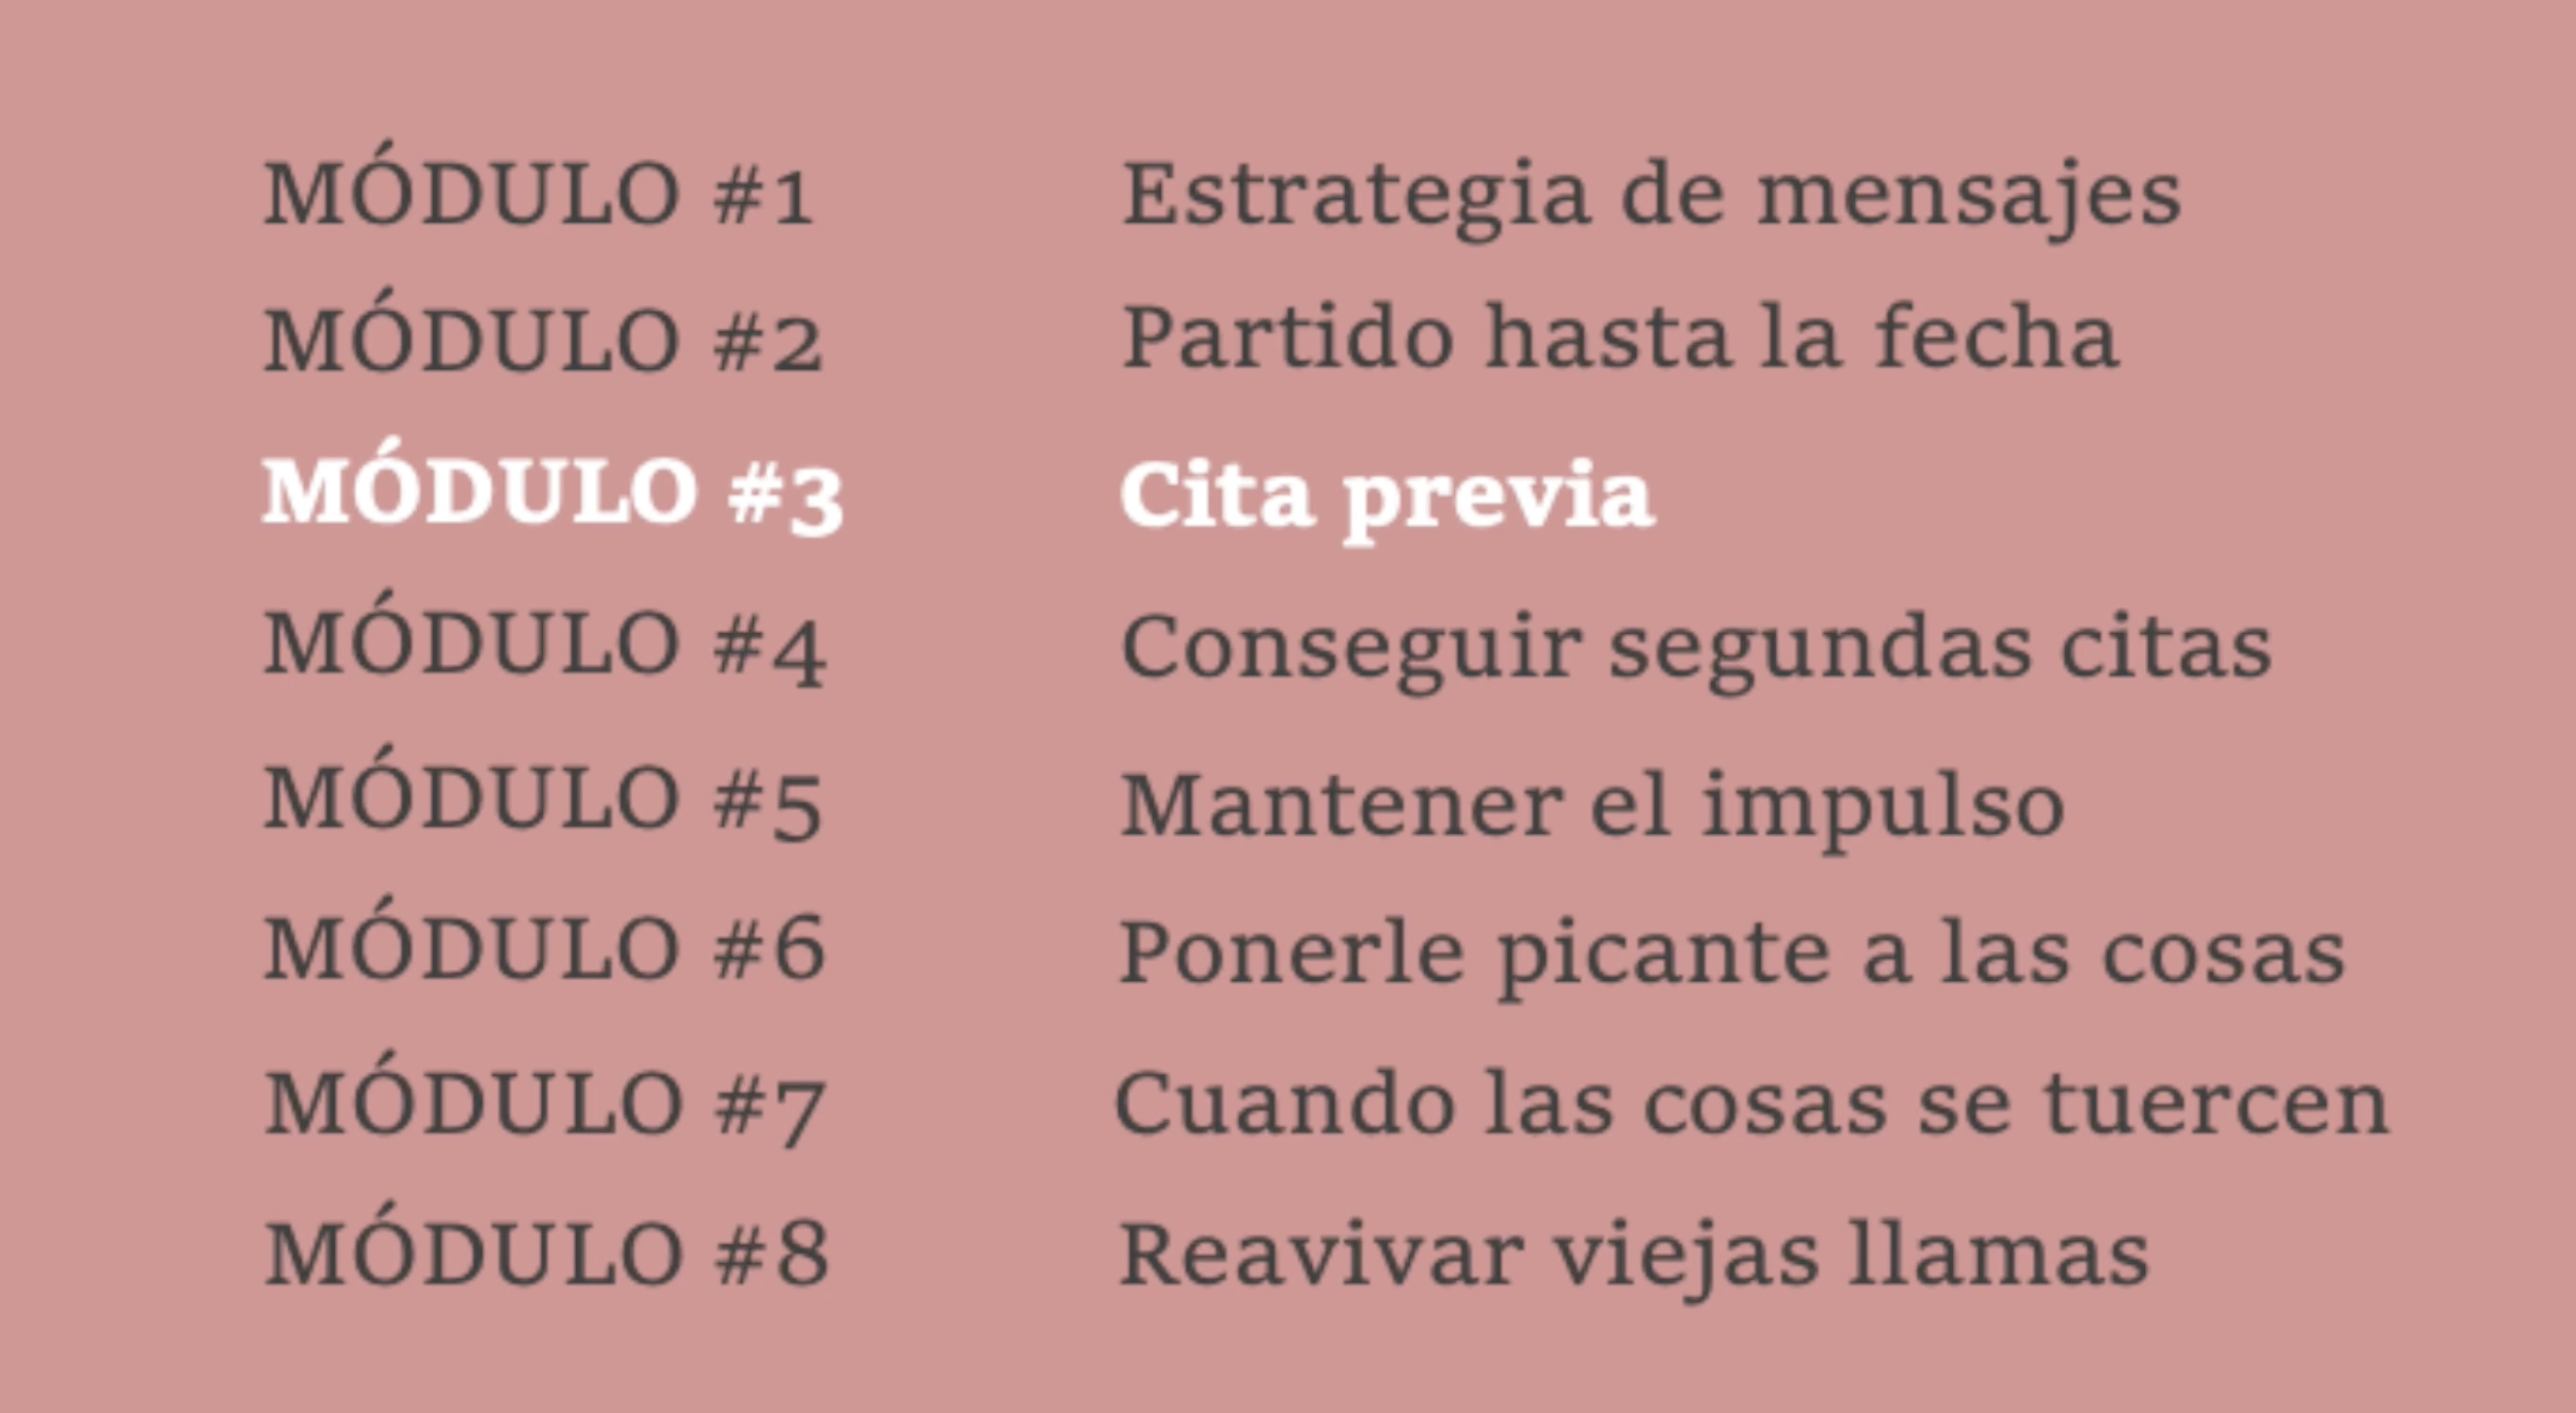 MÓDULO #1 Estrategia de mensajes
MÓDULO #2 Partido hasta la fecha
MÓDULO #3 Cita previa
MÓDULO #4 Conseguir segundas citas
MÓDULO #5 Mantener el impulso
MÓDULO #6 Ponerle picante a las cosas
MÓDULO #7 Cuando las cosas se tuercen
MÓDULO #8 Reavivar viejas llamas